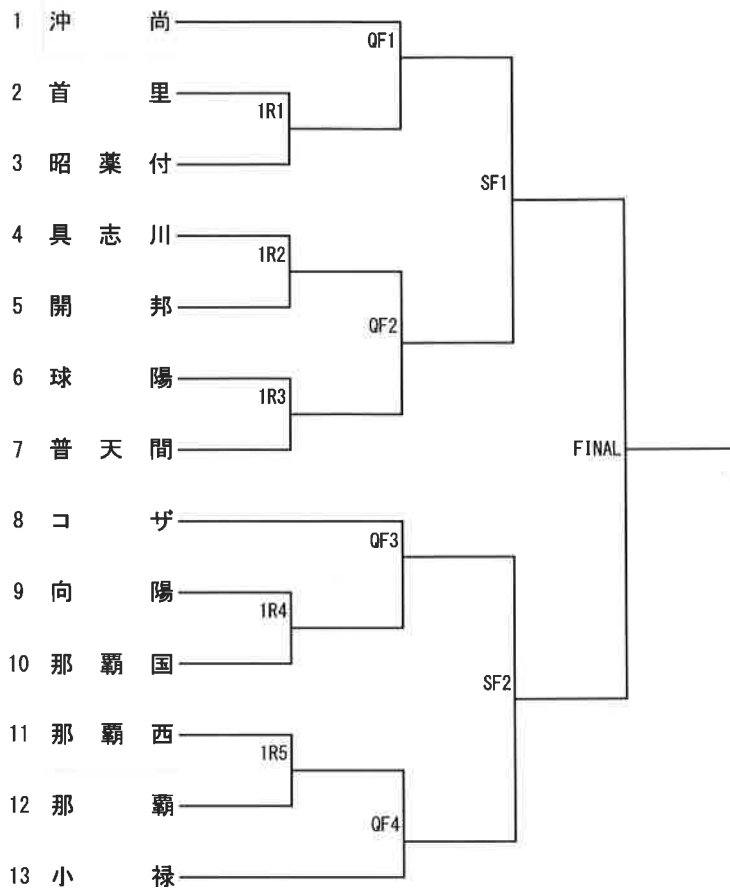 1 沖尚
QF1
2 首里
1R1
3 昭薬付
SF1
4 具志川
1R2
5 開邦
QF2
6 球陽
1R3
7 普天間
FINAL
8 コザ
QF3
9 向陽
1R4
10 那覇国
SF2
11 那覇西
1R5
12 那覇
QF4
13 小禄